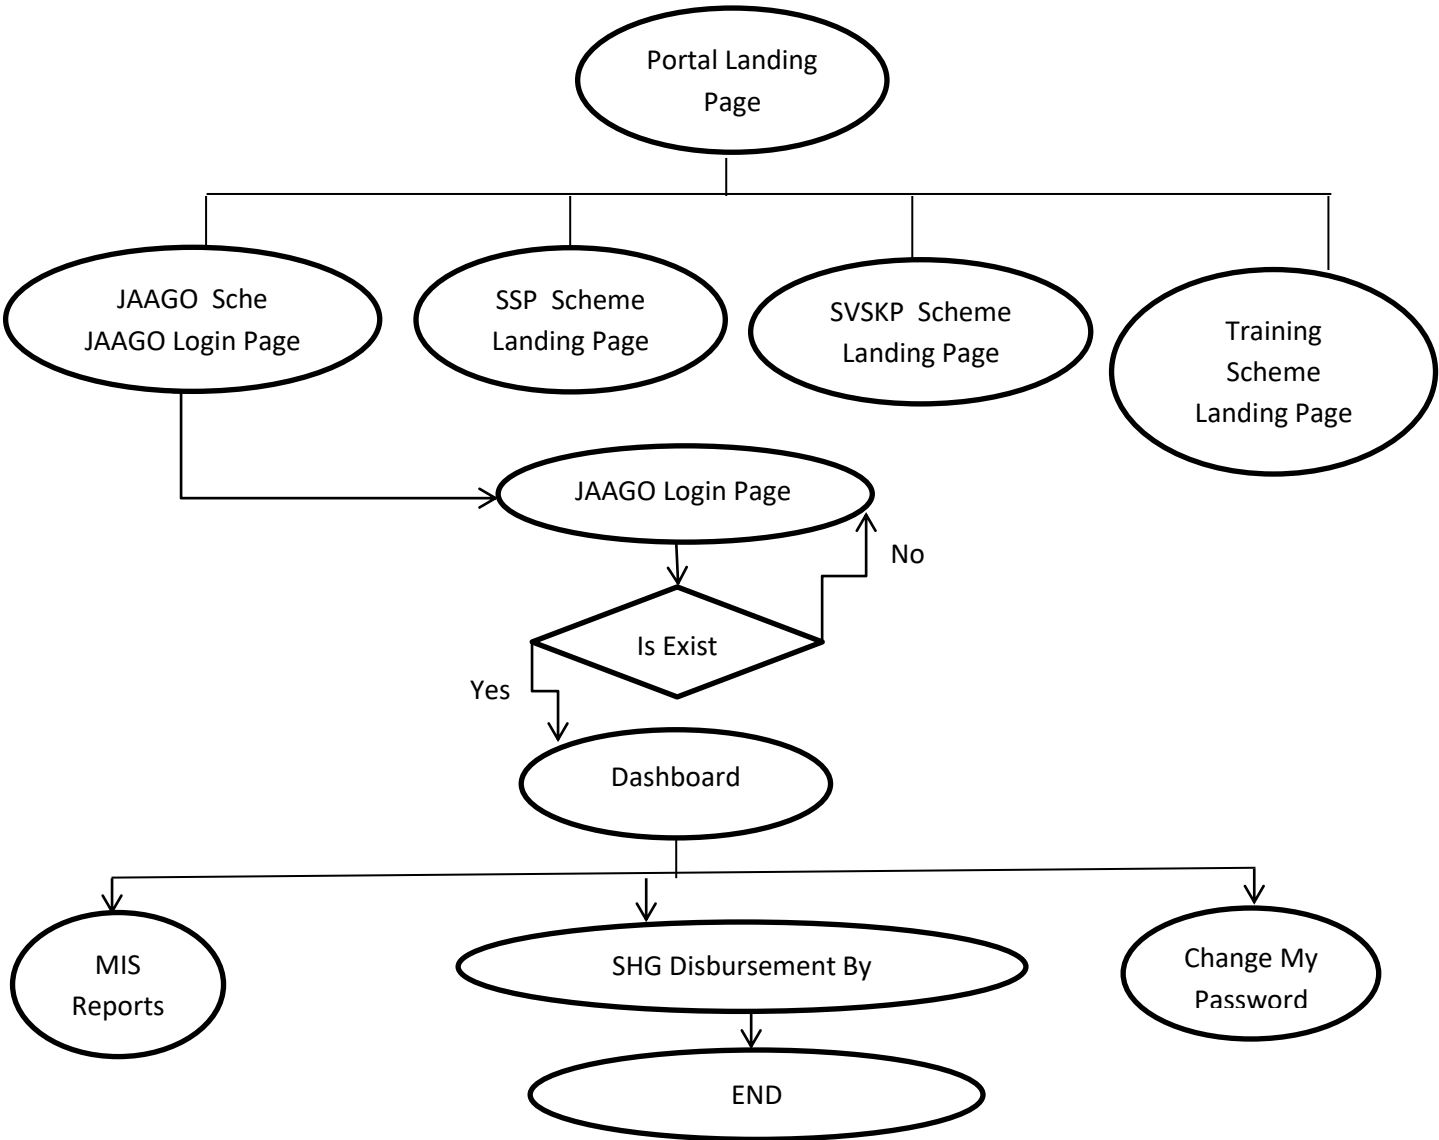 Portal Landing
Page
JAAGO  Sche
JAAGO Login Page
SSP  Scheme
Landing Page
SVSKP  Scheme
Landing Page
Training
Scheme
Landing Page
JAAGO Login Page
No
Is Exist
Yes
Dashboard
MIS
Reports
SHG Disbursement By
Change My
Password
END